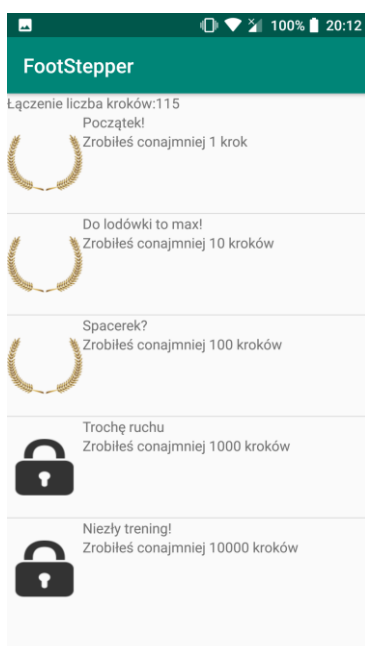 100% 20:12
FootStepper
Łączenie liczba kroków:115
Początek!
Zrobiłeś conajmniej 1 krok
Do lodówki to max!
Zrobiłeś conajmniej 10 kroków
Spacerek?
Zrobiłeś conajmniej 100 kroków
Trochę ruchu
Zrobiłeś conajmniej 1000 kroków
Niezły trening!
Zrobiłeś conajmniej 10000 kroków